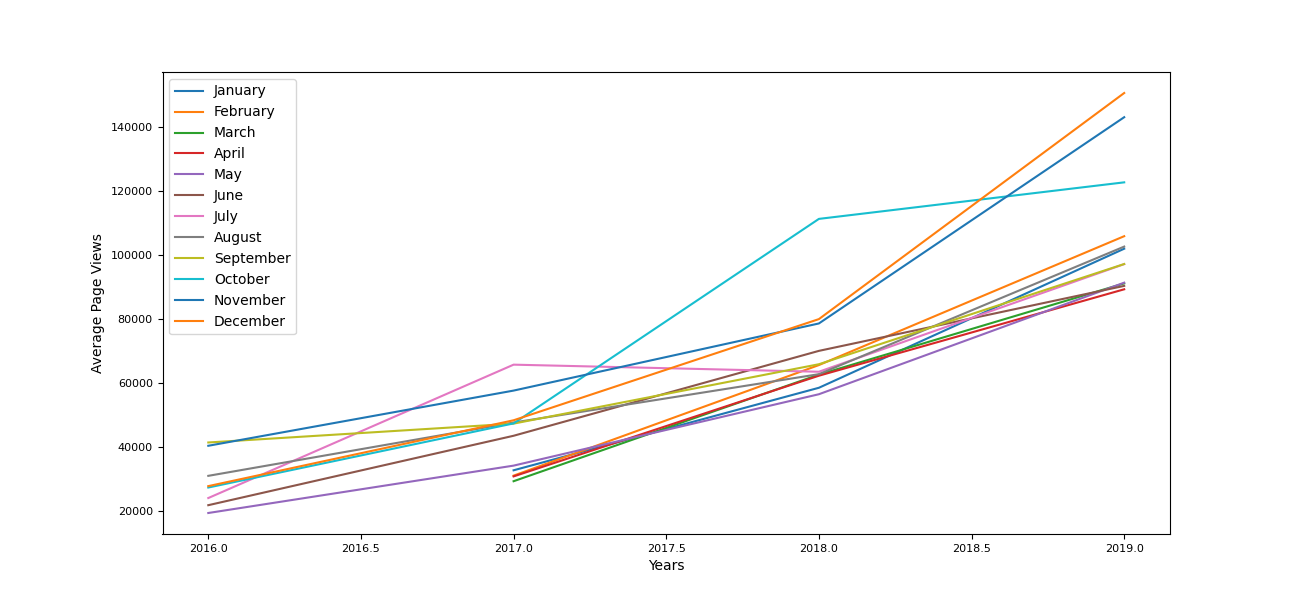 January
February
March
April
May
June
July
August
September
October
November
December
140000
120000
100000
80000
60000
40000
20000
Average Page Views
2016.0 2016.5 2017.0 2017.5 2018.0 2018.5 2019.0
Years